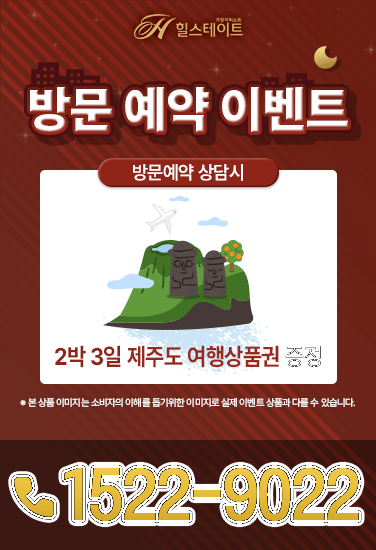 힐스테이트
방문 예약 이벤트
방문예약 상담시
2박 3일 제주도 여행상품권 증정
※ 본 상품 이미지는 소비자의 이해를 돕기위한 이미지로 실제 이벤트 상품과 다를 수 있습니다.
1522-9022